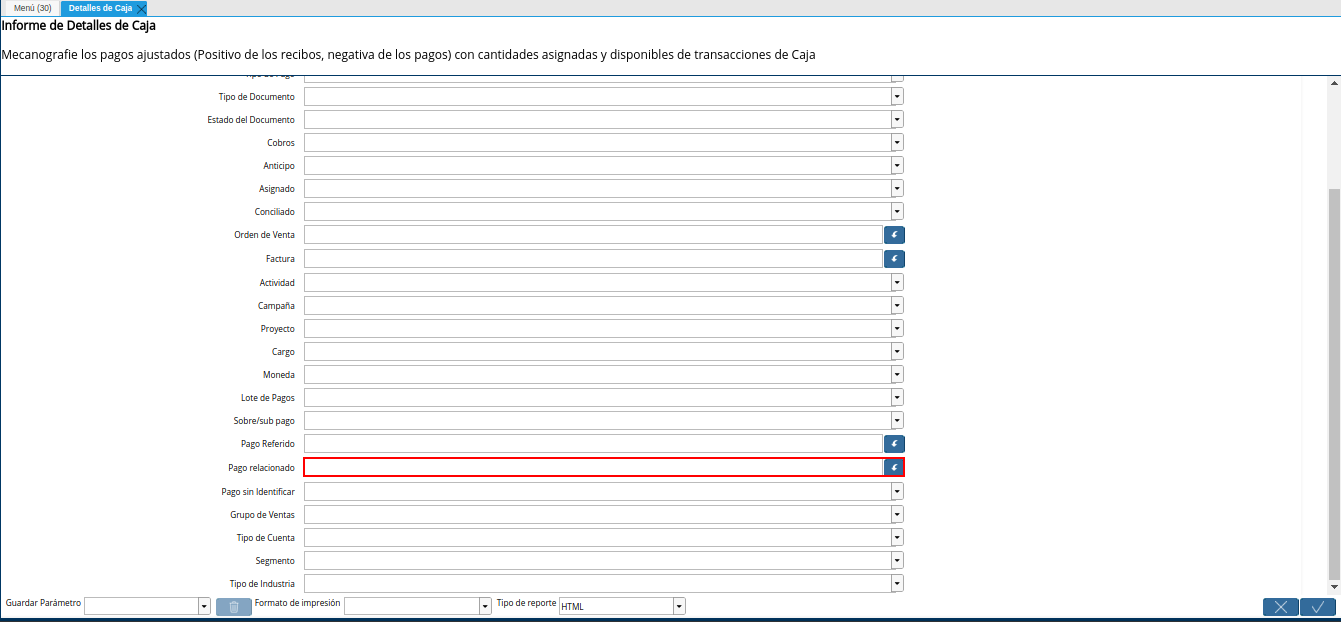 Menú (30)
Detalles de Caja
Informe de Detalles de Caja
Mecanografie los pagos ajustados (Positivo de los recibos, negativa de los pagos) con cantidades asignadas y disponibles de transacciones de Caja
Tipo de Documento
Estado del Documento
Cobros
Anticipo
Asignado
Conciliado
Orden de Venta
Factura
Actividad
Campaña
Proyecto
Cargo
Moneda
Lote de Pagos
Sobre/sub pago
Pago Referido
Pago relacionado
Pago sin Identificar
Grupo de Ventas
Tipo de Cuenta
Segmento
Tipo de Industria
Guardar Parámetro
Formato de impresión
Tipo de reporte
HTML